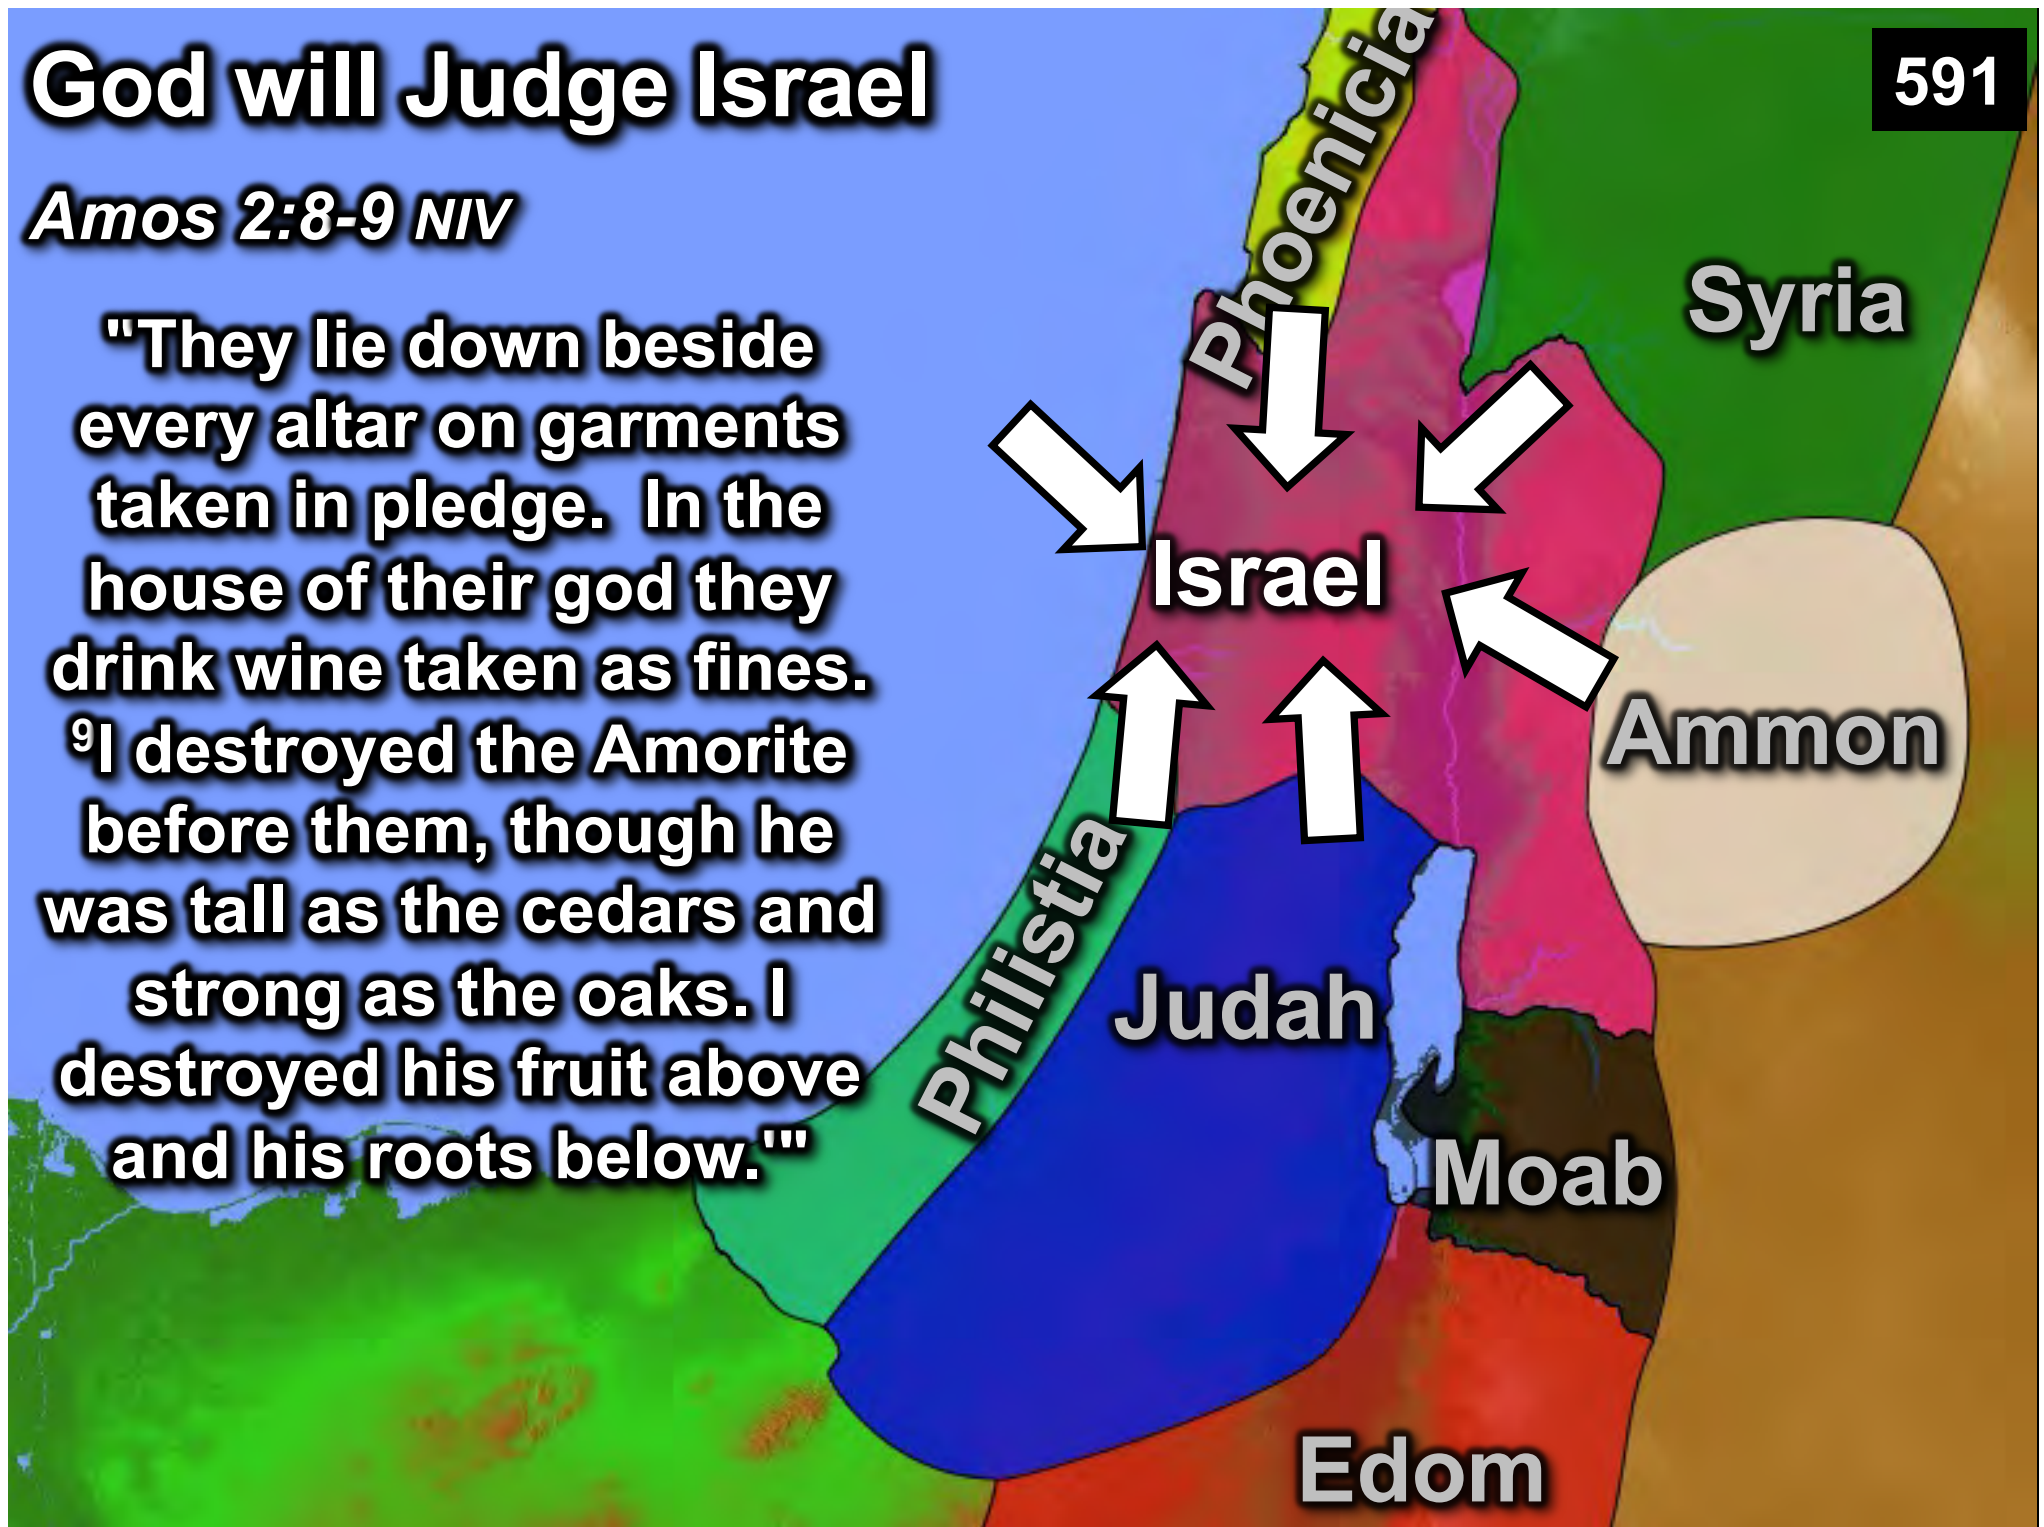 God will Judge Israel
591
Amos 2:8-9 NIV
"They lie down beside
every altar on garments
taken in pledge.  In the
house of their god they
drink wine taken as fines.
⁹I destroyed the Amorite
before them, though he
was tall as the cedars and
strong as the oaks. I
destroyed his fruit above
and his roots below.'"
Phoenicia
Syria
Israel
Ammon
Philistia
Judah
Moab
Edom